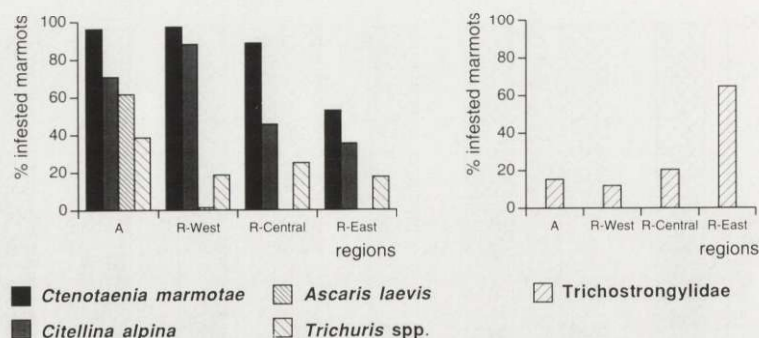 % infested marmots
100
80
60
40
20
0
A R-West R-Central R-East
regions
% infested marmots
100
80
60
40
20
0
A R-West R-Central R-East
regions
Ctenotaenia marmotae
Ascaris laevis
Trichostrongylidae
Citellina alpina
Trichuris spp.